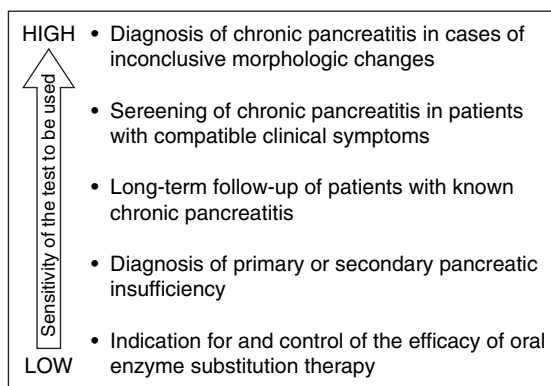 HIGH
• Diagnosis of chronic pancreatitis in cases of
inconclusive morphologic changes
• Sereening of chronic pancreatitis in patients
with compatible clinical symptoms
• Long-term follow-up of patients with known
chronic pancreatitis
• Diagnosis of primary or secondary pancreatic
insufficiency
• Indication for and control of the efficacy of oral
enzyme substitution therapy
LOW
Sensitivity of the test to be used